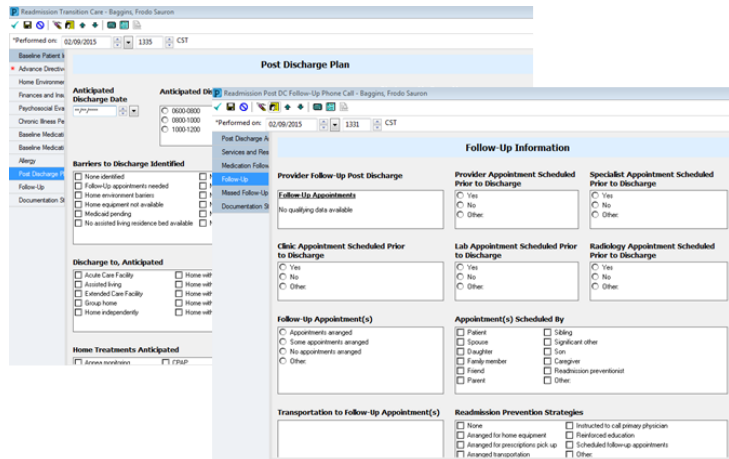 Readmission Transition Care - Baggins, Frodo Sauron
*Performed on: 02/09/2015 1335 CST
Baseline Patient
Advance Directiv
Home Environmer
Finances and Ins
Psychosocial Eva
Chronic Illness Pe
Baseline Medicati
Baseline Medicati
Allergy
Post Discharge Pl
Follow-Up
Documentation St
Post Discharge Plan
Anticipated
Discharge Date
Anticipated Di
0600-0800
0800-1000
1000-1200
Barriers to Discharge Identified
None identified
Follow-Up appointments needed
Home environment barriers
Home equipment not available
Medicaid pending
No assisted living residence bed available
Discharge to, Anticipated
Acute Care Facility
Assisted living
Extended Care Facility
Group home
Home independently
Home with
Home with
Home with
Home with
Home with
Home Treatments Anticipated
Apnea monitoring
CPAP
Readmission Post DC Follow-Up Phone Call - Baggins, Frodo Sauron
*Performed on: 02/09/2015 1331 CST
Post Discharge A
Services and Res
Medication Follow
Follow-Up
Missed Follow-Up
Documentation St
Follow-Up Information
Provider Follow-Up Post Discharge
Follow Up Appointments
No qualifying data available
Provider Appointment Scheduled
Prior to Discharge
Yes
No
Other:
Specialist Appointment Scheduled
Prior to Discharge
Yes
No
Other:
Clinic Appointment Scheduled Prior
to Discharge
Yes
No
Other:
Lab Appointment Scheduled Prior
to Discharge
Yes
No
Other:
Radiology Appointment Scheduled
Prior to Discharge
Yes
No
Other:
Follow-Up Appointment(s)
Appointments arranged
Some appointments arranged
No appointments arranged
Other:
Appointment(s) Scheduled By
Patient
Spouse
Daughter
Family member
Friend
Parent
Sibling
Significant other
Son
Caregiver
Readmission preventionist
Other:
Transportation to Follow-Up Appointment(s)
Readmission Prevention Strategies
None
Arranged for home equipment
Arranged for prescriptions pick up
Arranged transportation
Instructed to call primary physician
Reinforced education
Scheduled follow-up appointments
Other: